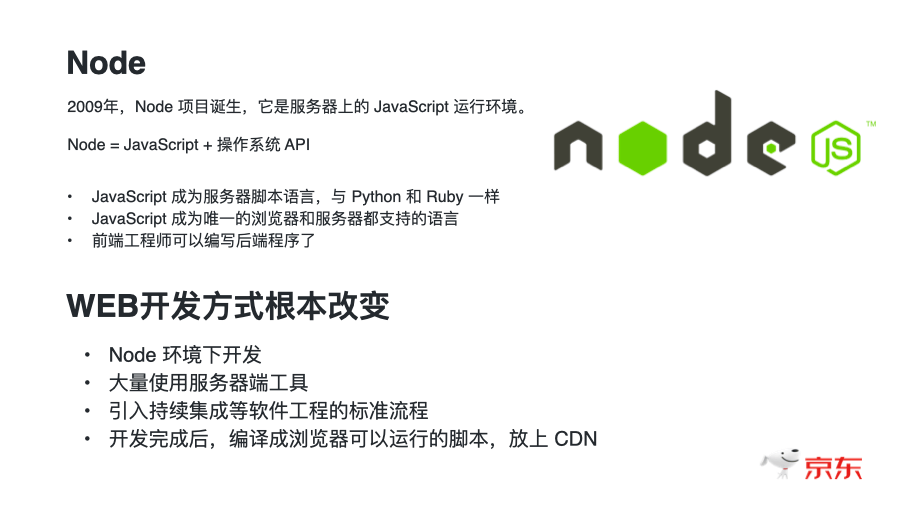 Node
2009年，Node 项目诞生，它是服务器上的 JavaScript 运行环境。
Node = JavaScript + 操作系统 API
node JS ™
• JavaScript 成为服务器脚本语言，与 Python 和 Ruby 一样
• JavaScript 成为唯一的浏览器和服务器都支持的语言
• 前端工程师可以编写后端程序了
WEB开发方式根本改变
• Node 环境下开发
• 大量使用服务器端工具
• 引入持续集成等软件工程的标准流程
• 开发完成后，编译成浏览器可以运行的脚本，放上 CDN
京东